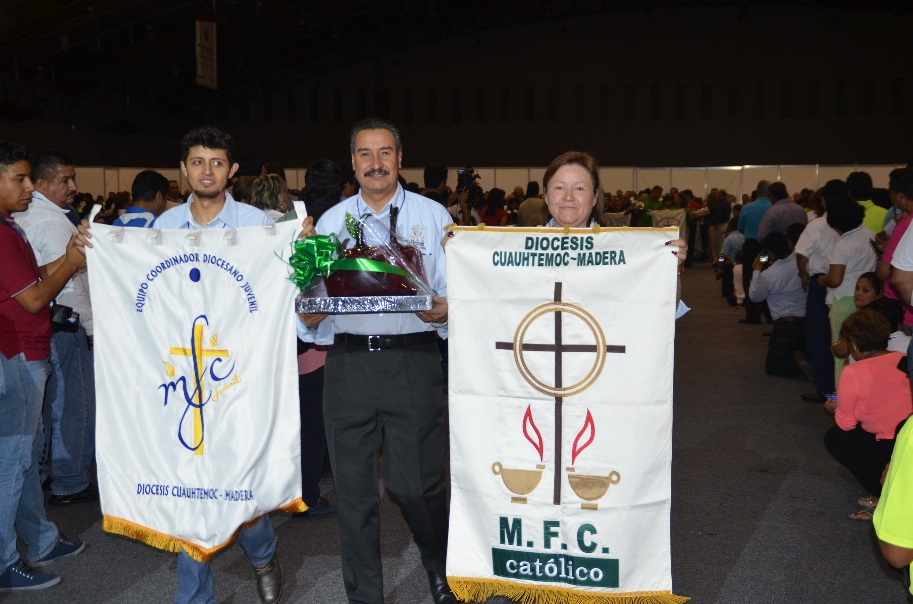 EQUIPO COORDINADOR DIOCESANO JUVENIL
mfc
juvenil
DIOCESIS CUAUHTEMOC - MADERA
DIOCESIS
CUAUHTEMOC~MADERA
M. F. C.
católico